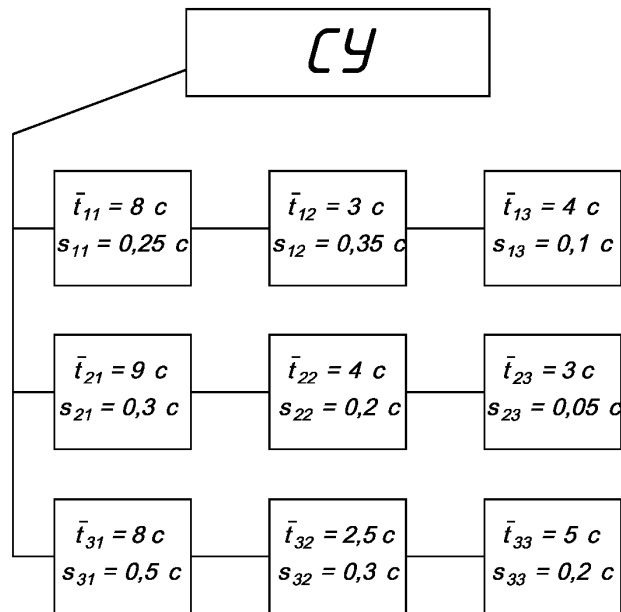 СУ
t̄₁₁ = 8 с
s₁₁ = 0,25 с
t̄₁₂ = 3 с
s₁₂ = 0,35 с
t̄₁₃ = 4 с
s₁₃ = 0,1 с
t̄₂₁ = 9 с
s₂₁ = 0,3 с
t̄₂₂ = 4 с
s₂₂ = 0,2 с
t̄₂₃ = 3 с
s₂₃ = 0,05 с
t̄₃₁ = 8 с
s₃₁ = 0,5 с
t̄₃₂ = 2,5 с
s₃₂ = 0,3 с
t̄₃₃ = 5 с
s₃₃ = 0,2 с